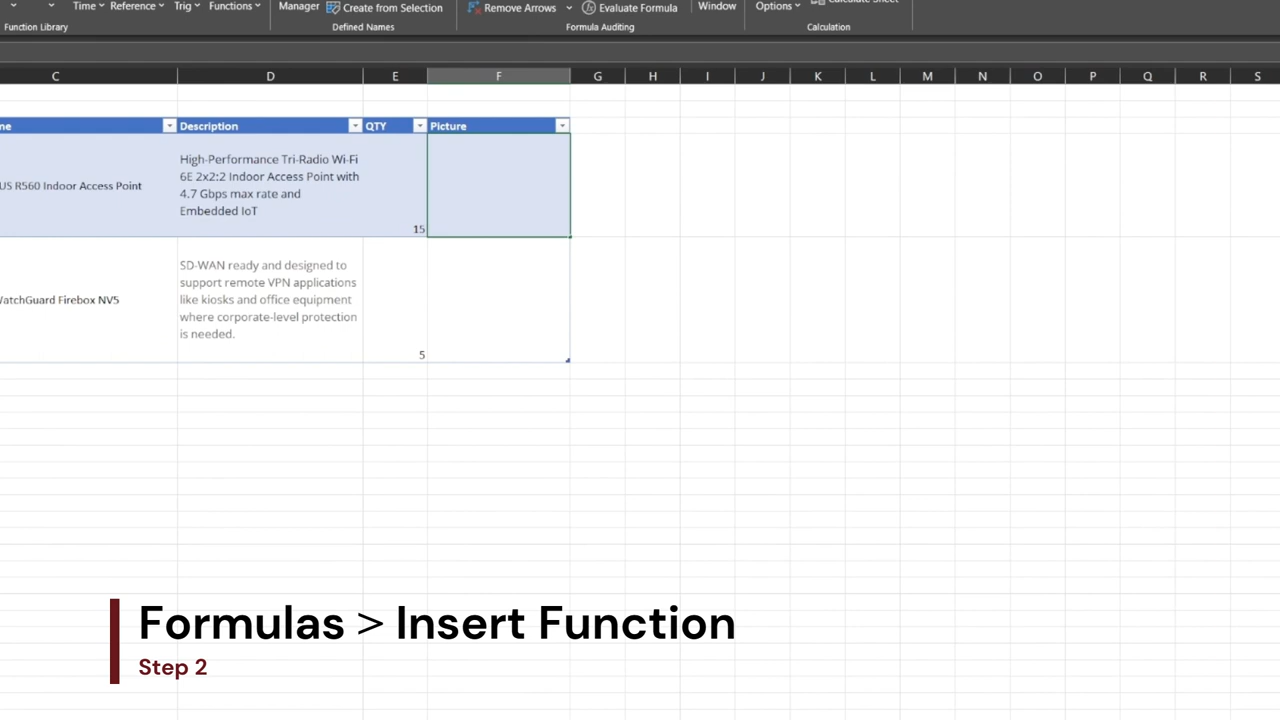 Time Reference Trig Functions Manager Create from Selection Remove Arrows Evaluate Formula Window Options Calculate Sheet
Function Library Defined Names Formula Auditing Calculation
C D E F G H I J K L M N O P Q R S
me Description QTY Picture
US R560 Indoor Access Point
High-Performance Tri-Radio Wi-Fi
6E 2x2:2 Indoor Access Point with
4.7 Gbps max rate and
Embedded IoT
15
WatchGuard Firebox NV5
SD-WAN ready and designed to
support remote VPN applications
like kiosks and office equipment
where corporate-level protection
is needed.
5
Formulas > Insert Function
Step 2